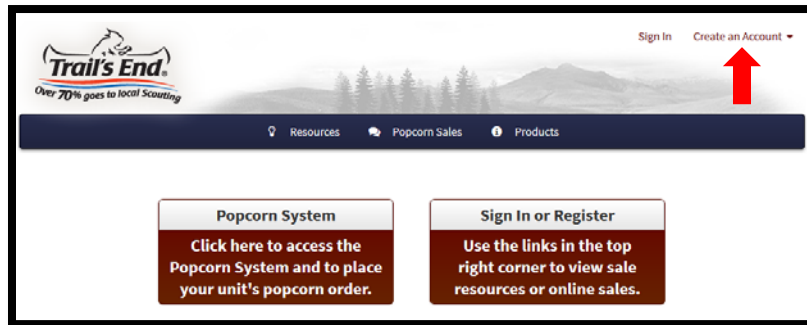 Sign In Create an Account
Trail's End®
Over 70% goes to local Scouting
Resources Popcorn Sales Products
Popcorn System
Click here to access the
Popcorn System and to place
your unit's popcorn order.
Sign In or Register
Use the links in the top
right corner to view sale
resources or online sales.